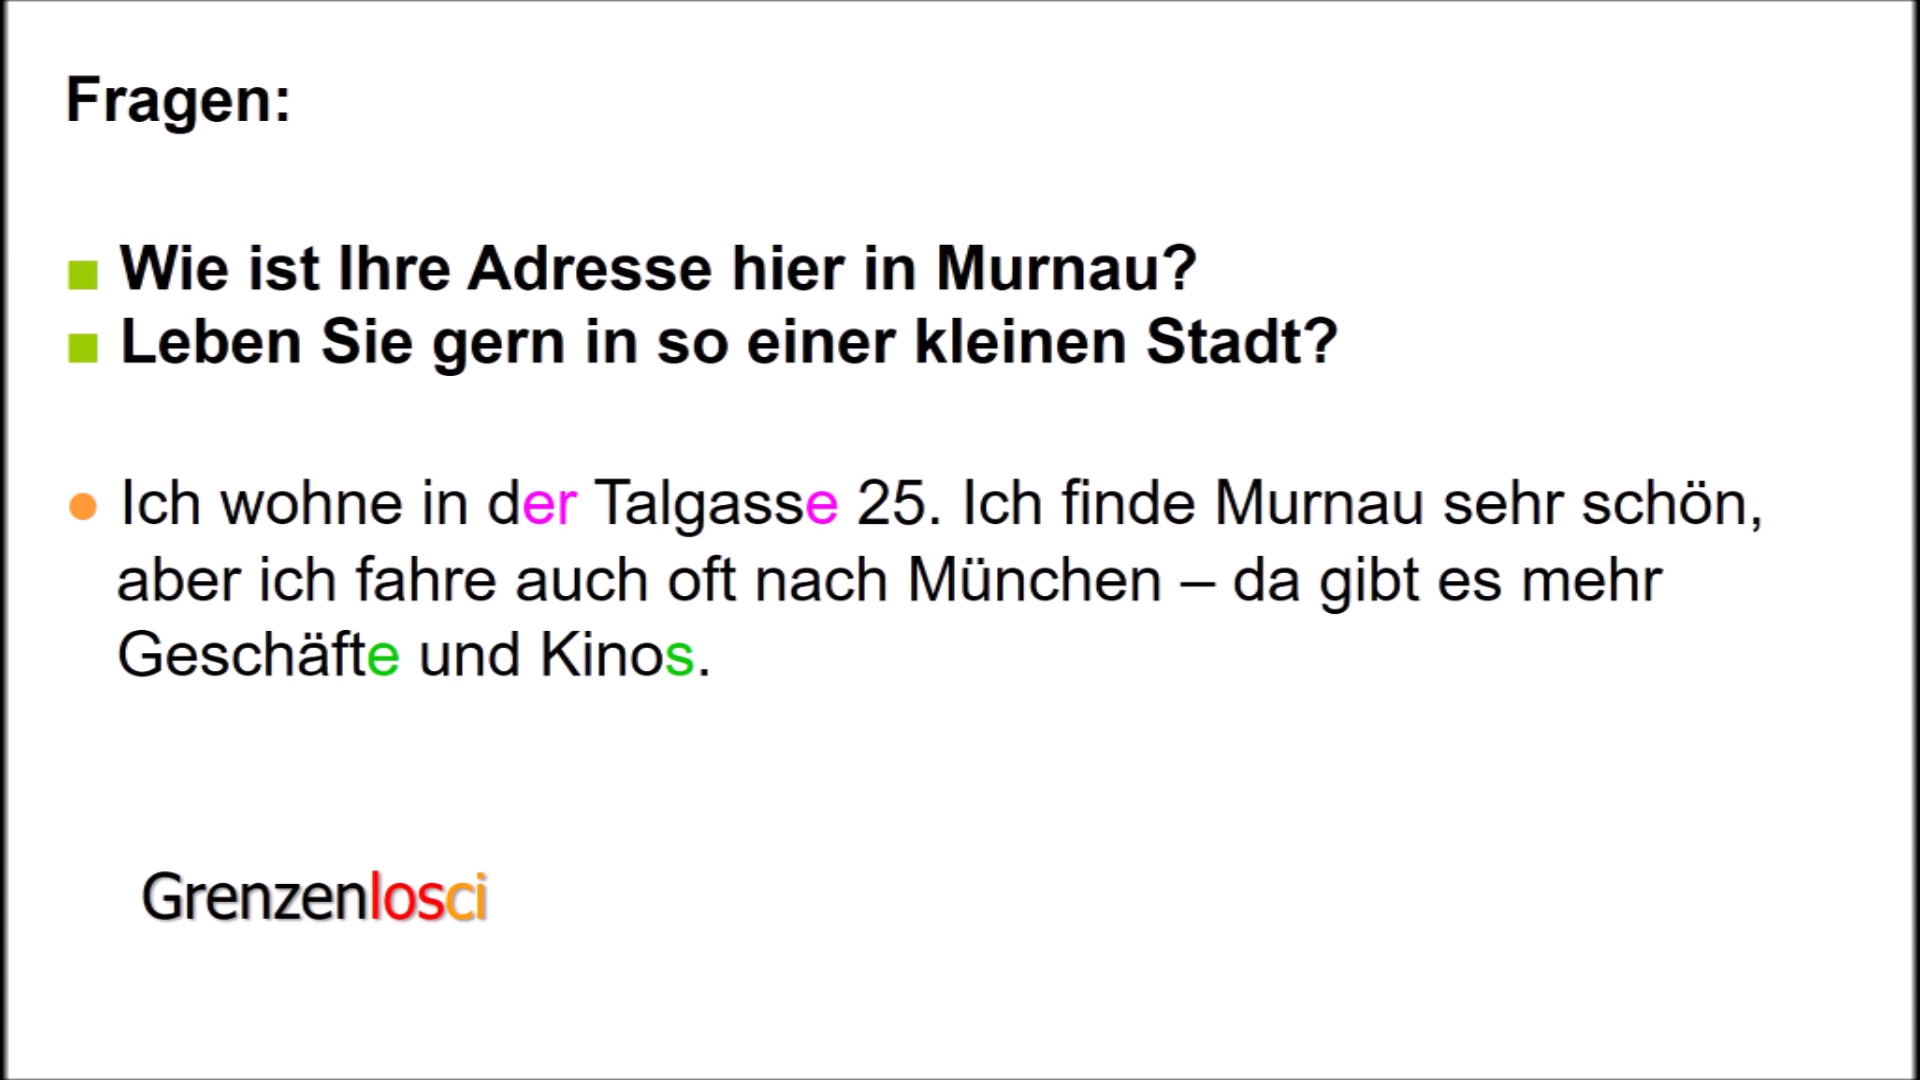 Fragen:
Wie ist Ihre Adresse hier in Murnau?
Leben Sie gern in so einer kleinen Stadt?
Ich wohne in der Talgasse 25. Ich finde Murnau sehr schön,
aber ich fahre auch oft nach München – da gibt es mehr
Geschäfte und Kinos.
Grenzenlosci